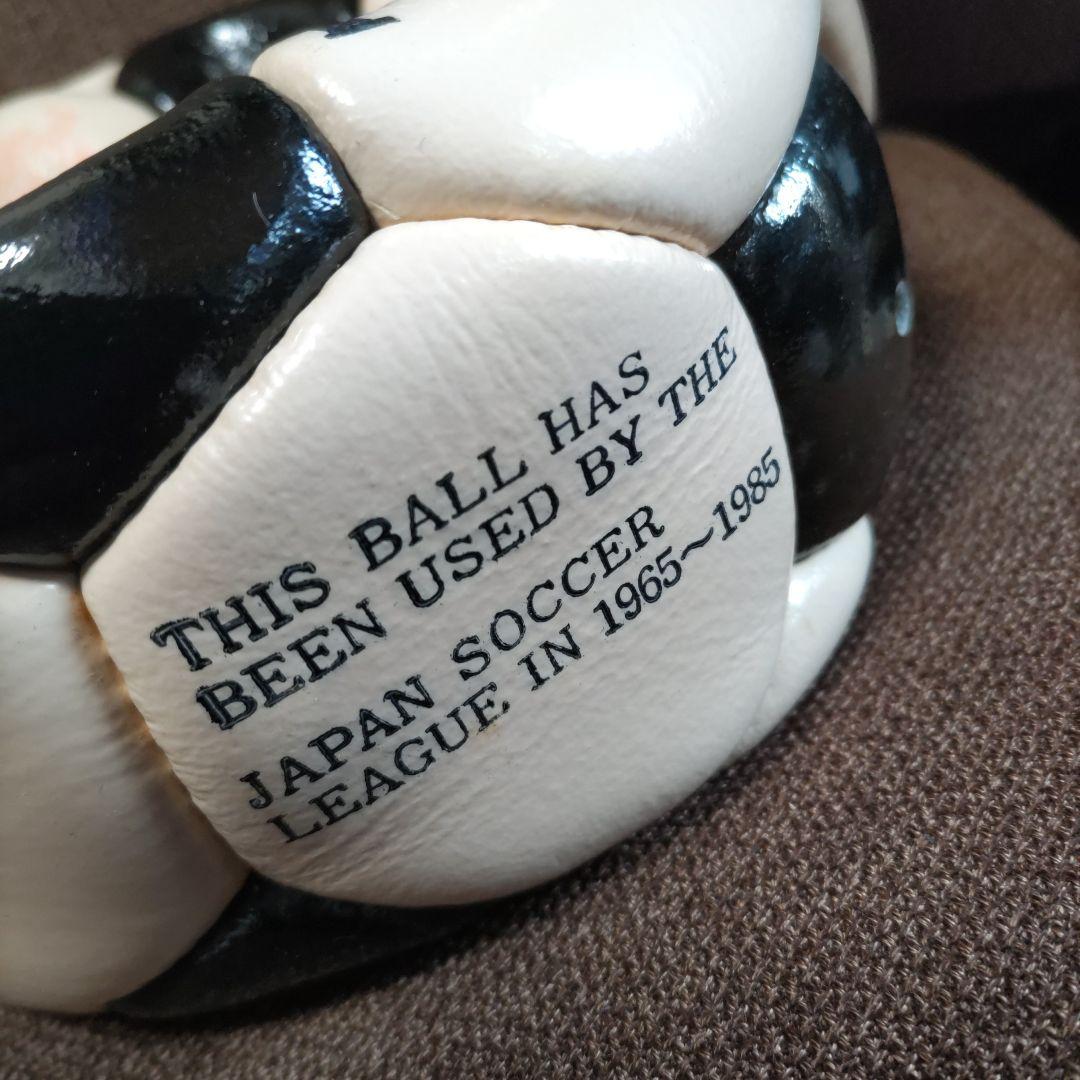 THIS BALL HAS
BEEN USED BY THE
JAPAN SOCCER
LEAGUE IN 1965~1985